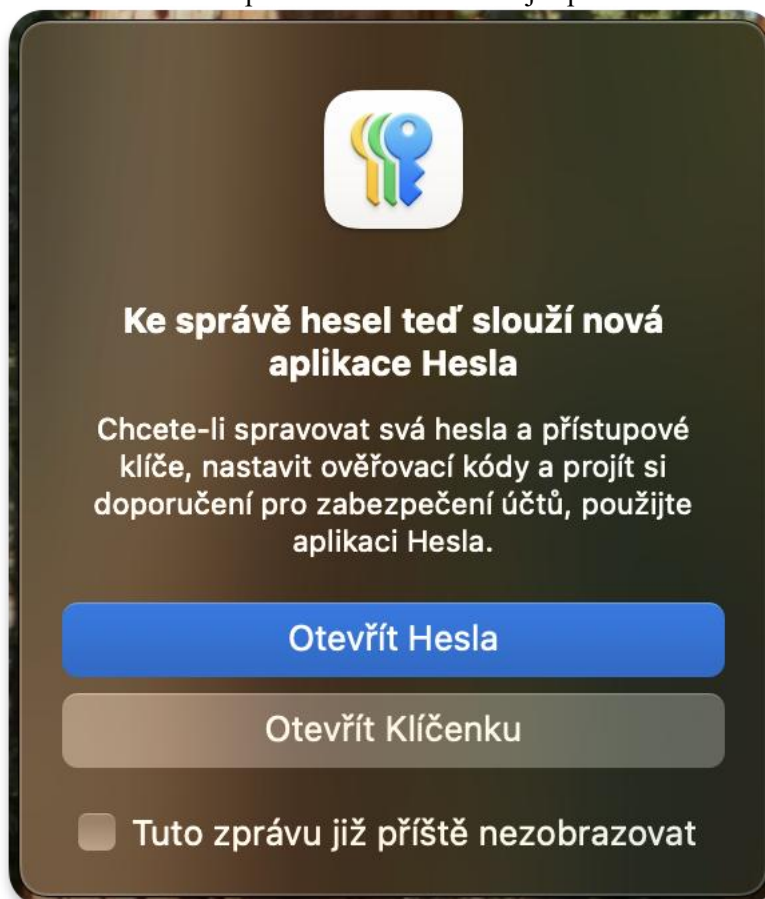 Ke správě hesel teď slouží nová
aplikace Hesla
Chcete-li spravovat svá hesla a přístupové
klíče, nastavit ověřovací kódy a projít si
doporučení pro zabezpečení účtů, použijte
aplikaci Hesla.
Otevřít Hesla
Otevřít Klíčenku
Tuto zprávu již příště nezobrazovat